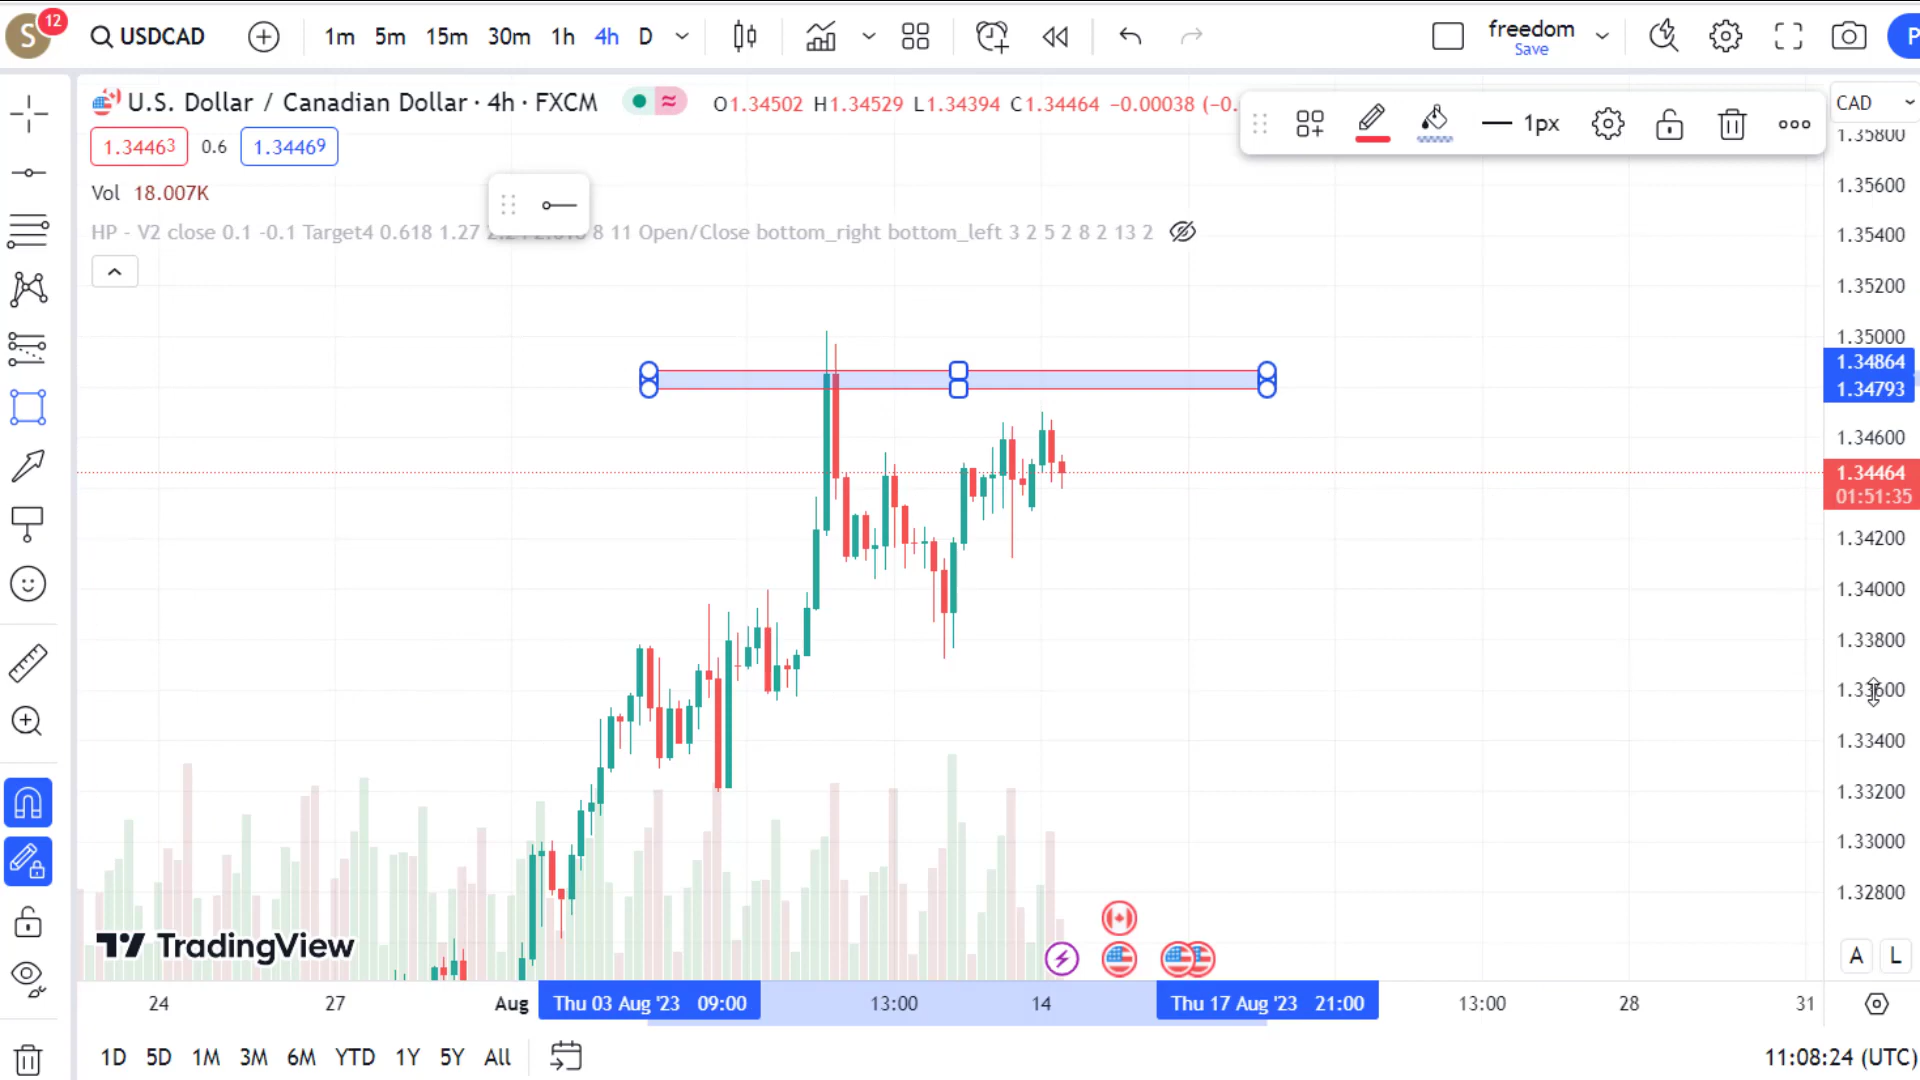 S 12 USDCAD 1m 5m 15m 30m 1h 4h D freedom
Save
U.S. Dollar / Canadian Dollar · 4h · FXCM O1.34502 H1.34529 L1.34394 C1.34464 −0.00038 (−0.
1px
CAD
1.34463 0.6 1.34469
Vol 18.007K
HP - V2 close 0.1 -0.1 Target4 0.618 1.27 8 11 Open/Close bottom_right bottom_left 3 2 5 2 8 2 13 2
1.35800
1.35600
1.35400
1.35200
1.35000
1.34864
1.34793
1.34600
1.34464
01:51:35
1.34200
1.34000
1.33800
1.33600
1.33400
1.33200
1.33000
1.32800
TradingView
A L
24 27 Aug Thu 03 Aug '23 09:00 13:00 14 Thu 17 Aug '23 21:00 13:00 28 31
1D 5D 1M 3M 6M YTD 1Y 5Y All 11:08:24 (UTC)